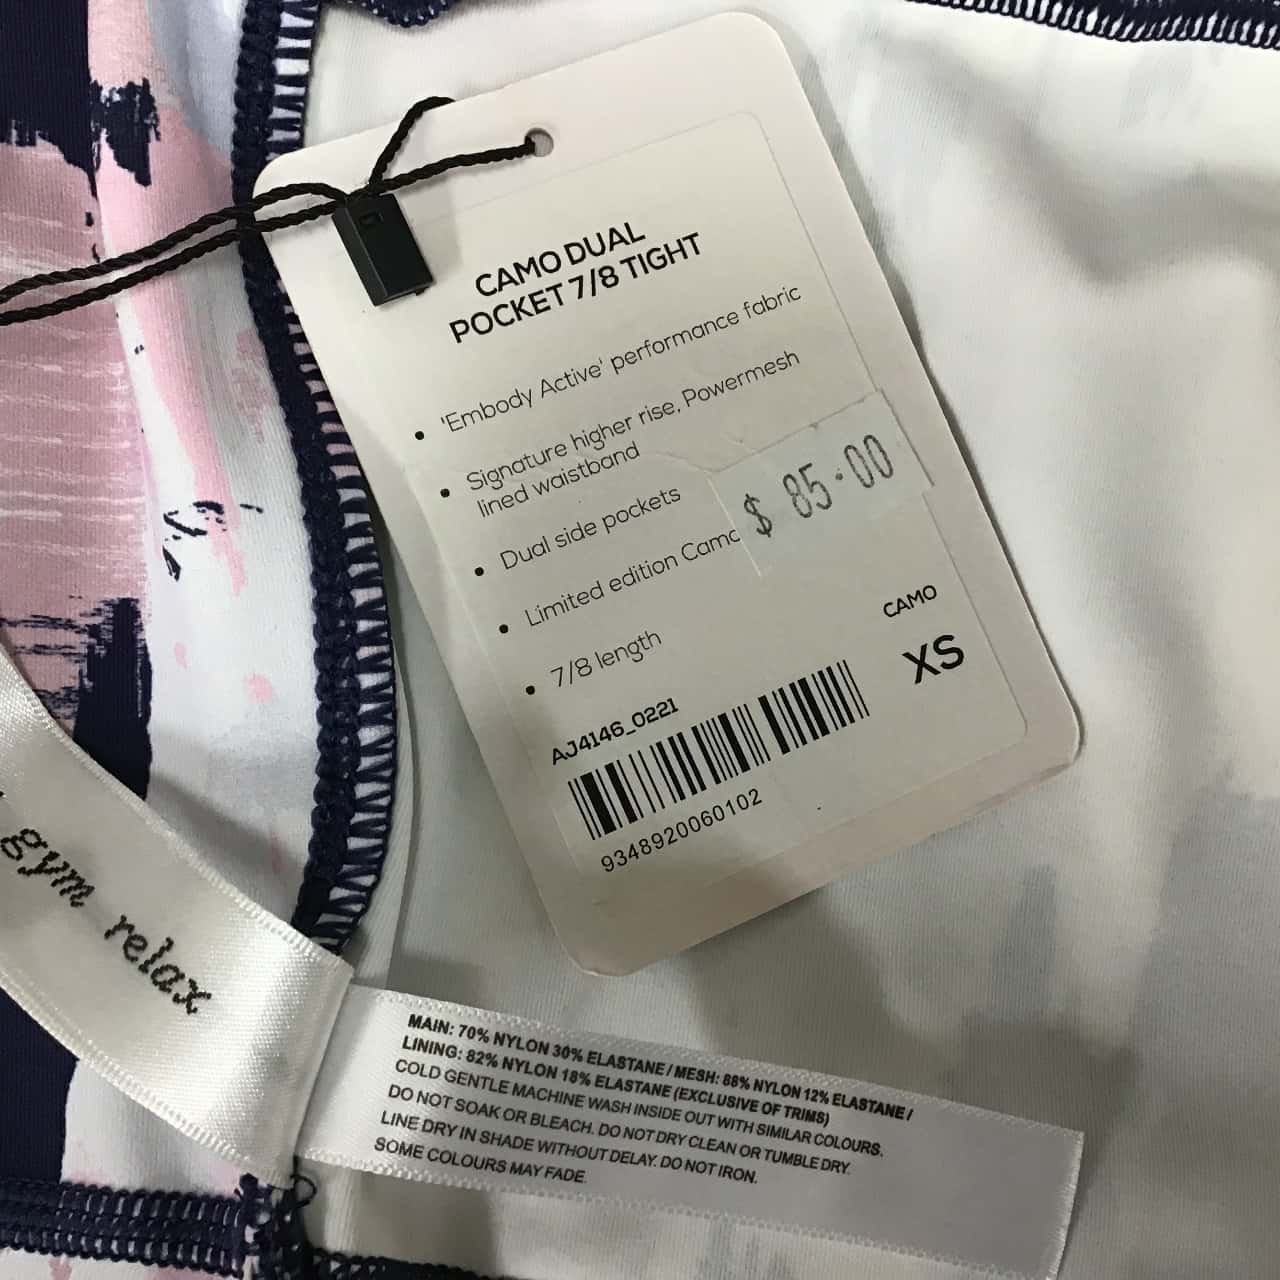 CAMO DUAL
POCKET 7/8 TIGHT
• 'Embody Active' performance fabric
• Signature higher rise, Powermesh
lined waistband
• Dual side pockets
• Limited edition Camo
• 7/8 length
$ 85.00
CAMO
XS
AJ4146_0221
9348920060102
gym relax
MAIN: 70% NYLON 30% ELASTANE / MESH: 88% NYLON 12% ELASTANE /
LINING: 82% NYLON 18% ELASTANE (EXCLUSIVE OF TRIMS)
COLD GENTLE MACHINE WASH INSIDE OUT WITH SIMILAR COLOURS.
DO NOT SOAK OR BLEACH. DO NOT DRY CLEAN OR TUMBLE DRY.
LINE DRY IN SHADE WITHOUT DELAY. DO NOT IRON.
SOME COLOURS MAY FADE.